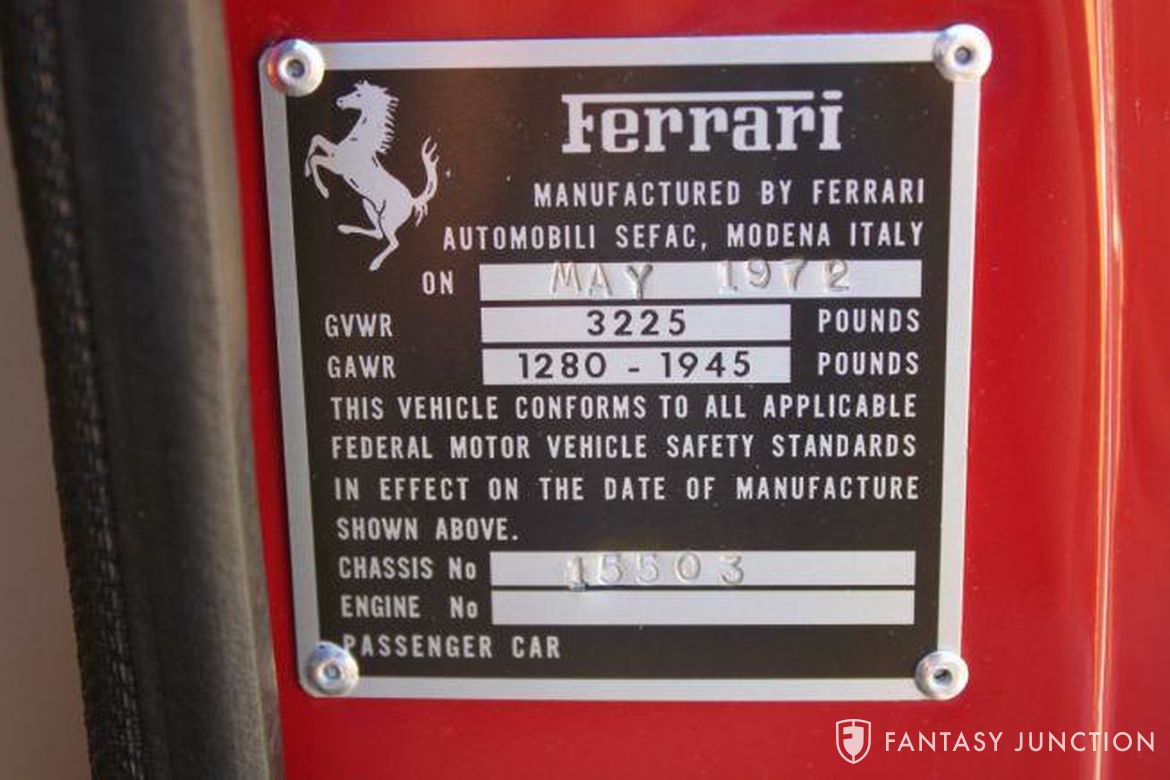 Ferrari
MANUFACTURED BY FERRARI
AUTOMOBILI SEFAC, MODENA ITALY
ON MAY 1972
GVWR 3225 POUNDS
GAWR 1280 - 1945 POUNDS
THIS VEHICLE CONFORMS TO ALL APPLICABLE
FEDERAL MOTOR VEHICLE SAFETY STANDARDS
IN EFFECT ON THE DATE OF MANUFACTURE
SHOWN ABOVE.
CHASSIS No 15503
ENGINE No
PASSENGER CAR
FANTASY JUNCTION